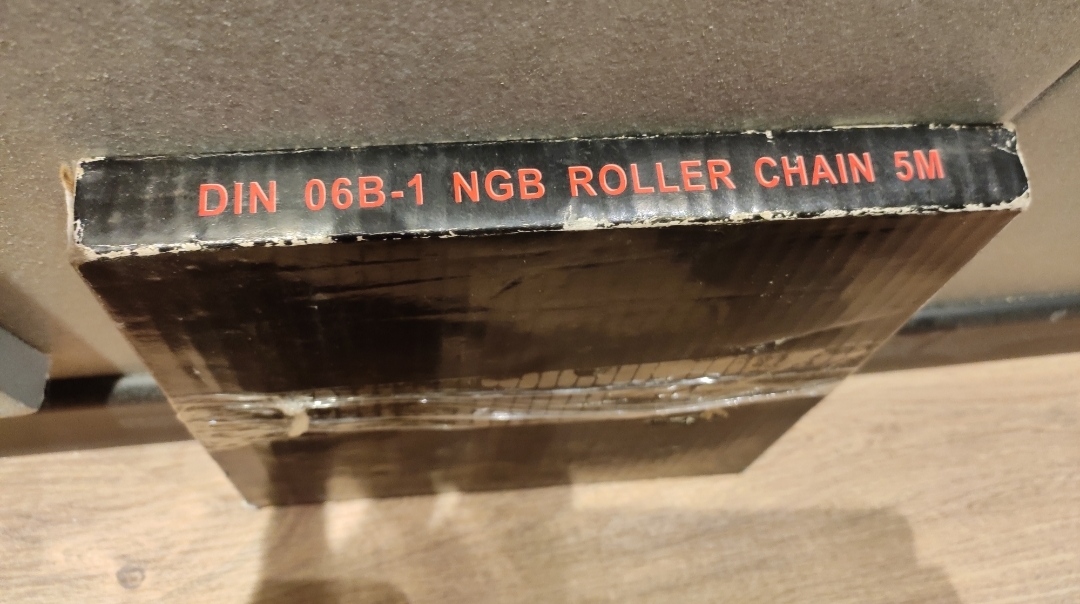 DIN 06B-1 NGB ROLLER CHAIN 5M